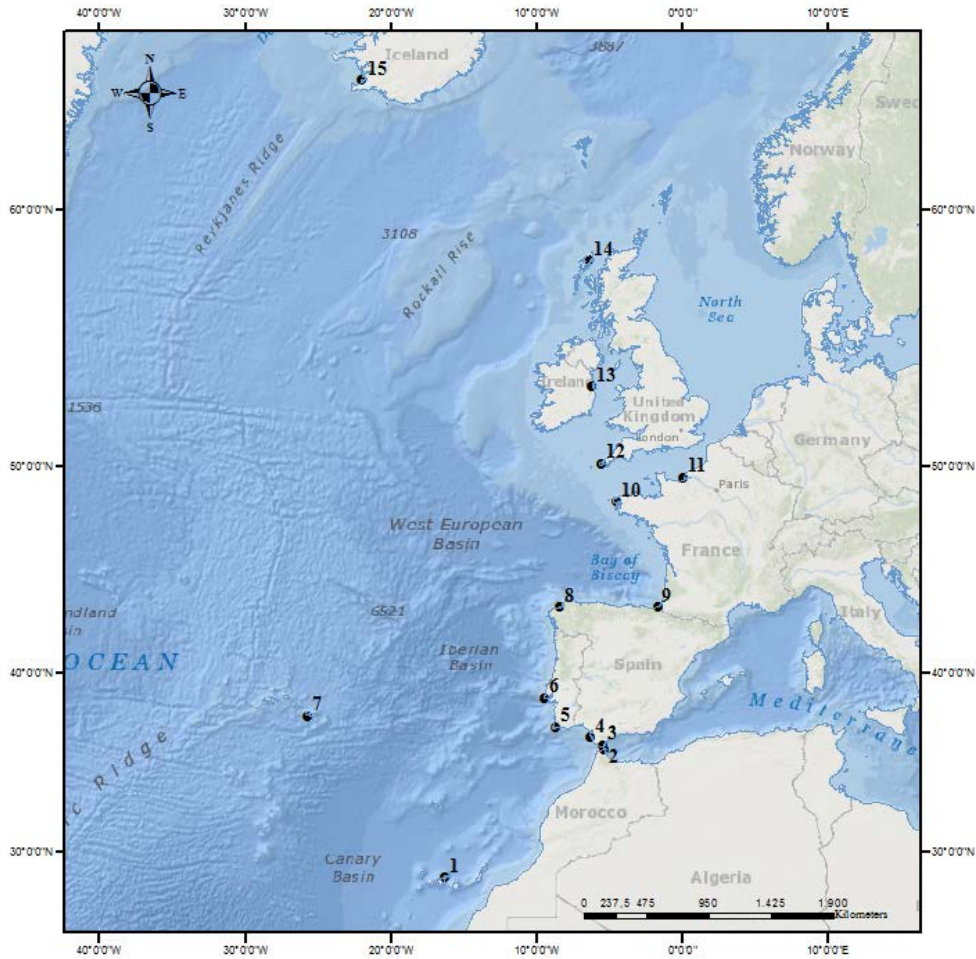 40°0'0"W 30°0'0"W 20°0'0"W 10°0'0"W 0°0'0" 10°0'0"E
3887
Iceland
15
N
W E
S
Swed
Norway
Reykjanes Ridge
60°0'0"N 60°0'0"N
3108
14
Rockall Rise
North
Sea
13
Ireland
1536
United
Kingdom
London
Germany
12
50°0'0"N 50°0'0"N
11
10
Paris
West European
Basin
France
Bay of
Biscay
8 9
ndland
in
6521
Italy
Iberian
Basin
Spain
OCEAN
40°0'0"N 40°0'0"N
6
7
5
4
3
2
Mediterrane
c Ridge
Morocco
30°0'0"N 30°0'0"N
Canary
Basin
1
Algeria
0 237,5 475 950 1.425 1.900
Kilometers
40°0'0"W 30°0'0"W 20°0'0"W 10°0'0"W 0°0'0" 10°0'0"E